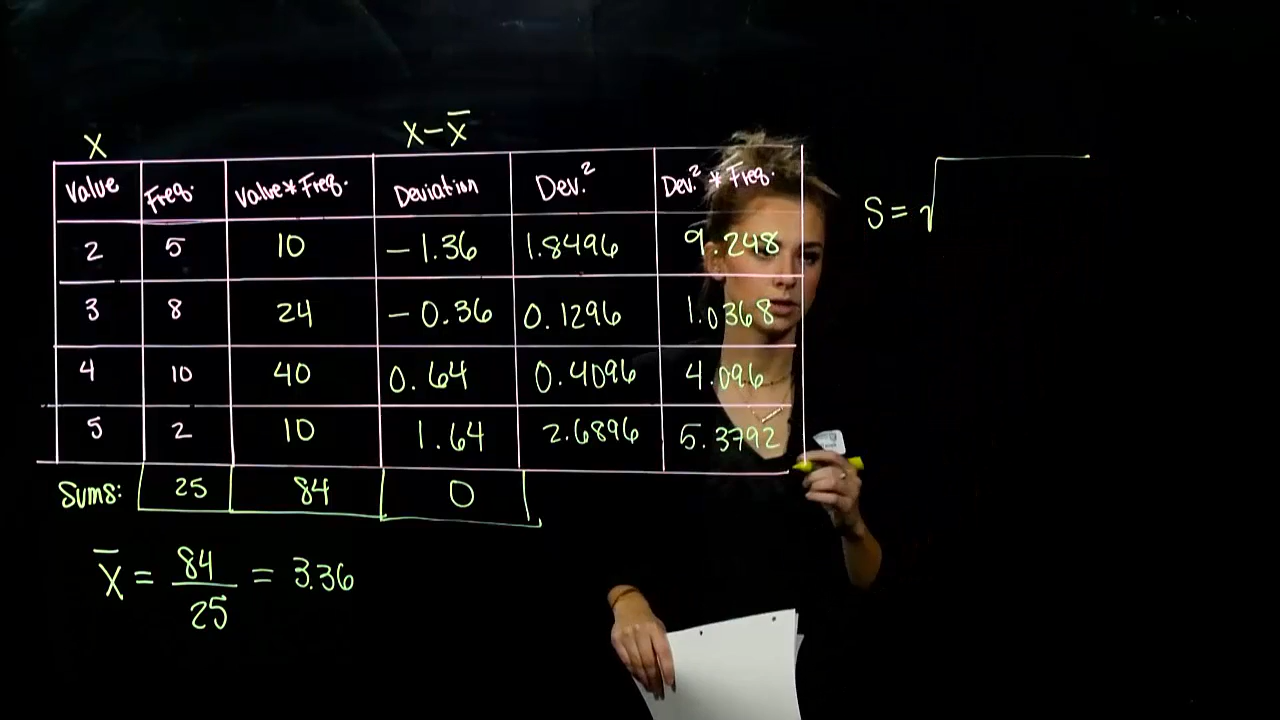 X X − X̄
Value Freq. Value * Freq. Deviation Dev.² Dev.² * Freq.
2 5 10 −1.36 1.8496 9.248
3 8 24 −0.36 0.1296 1.0368
4 10 40 0.64 0.4096 4.096
5 2 10 1.64 2.6896 5.3792
Sums: 25 84 0
X̄ = 84/25 = 3.36
S = √